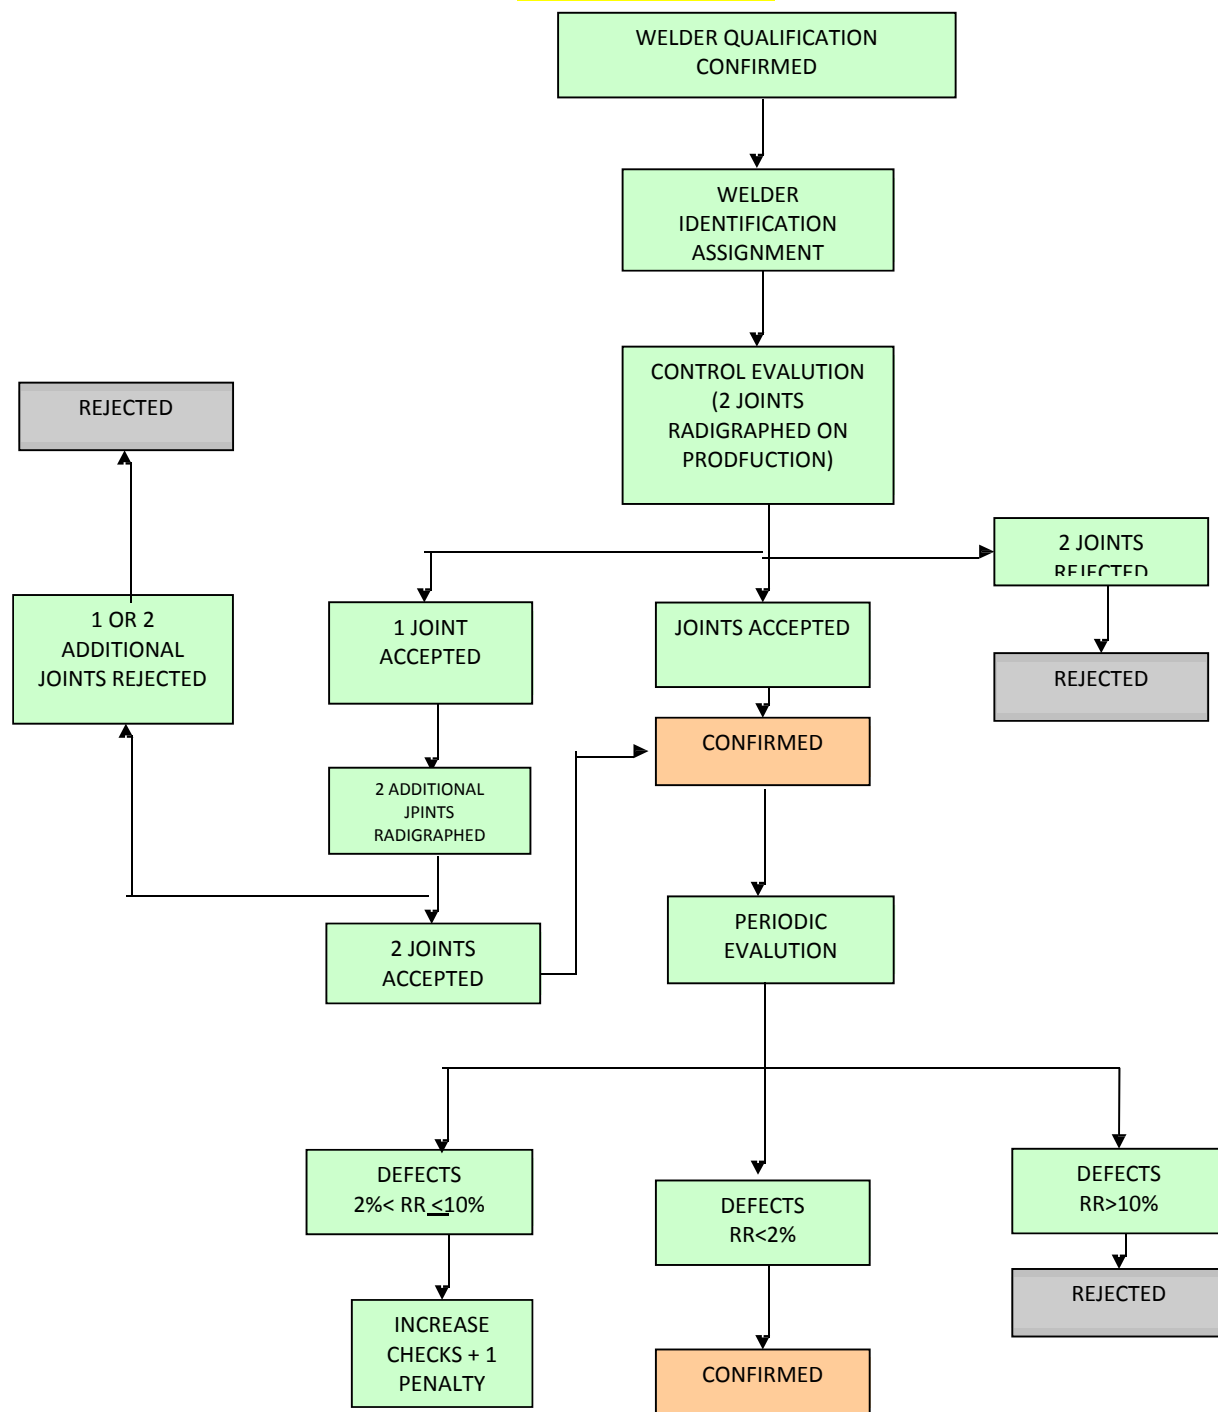 WELDER QUALIFICATION
CONFIRMED
WELDER
IDENTIFICATION
ASSIGNMENT
CONTROL EVALUTION
(2 JOINTS
RADIGRAPHED ON
PRODFUCTION)
REJECTED
2 JOINTS
REJECTED
1 OR 2
ADDITIONAL
JOINTS REJECTED
1 JOINT
ACCEPTED
JOINTS ACCEPTED
REJECTED
CONFIRMED
2 ADDITIONAL
JPINTS
RADIGRAPHED
PERIODIC
EVALUTION
2 JOINTS
ACCEPTED
DEFECTS
2%< RR <10%
DEFECTS
RR<2%
DEFECTS
RR>10%
REJECTED
INCREASE
CHECKS + 1
PENALTY
CONFIRMED